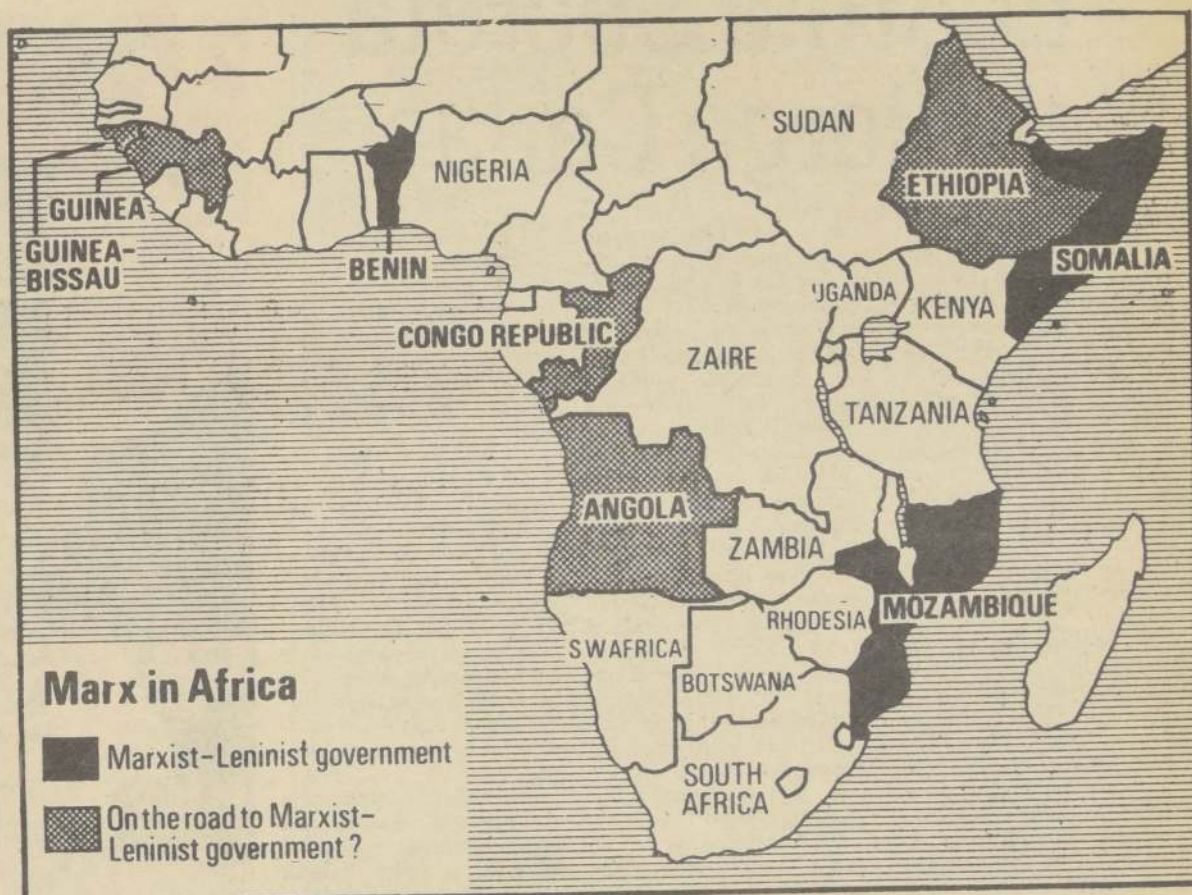 SUDAN
NIGERIA
ETHIOPIA
GUINEA
GUINEA-
BISSAU
BENIN
SOMALIA
UGANDA
KENYA
CONGO REPUBLIC
ZAIRE
TANZANIA
ANGOLA
ZAMBIA
MOZAMBIQUE
RHODESIA
SWAFRICA
BOTSWANA
SOUTH
AFRICA
Marx in Africa
Marxist-Leninist government
On the road to Marxist-
Leninist government ?